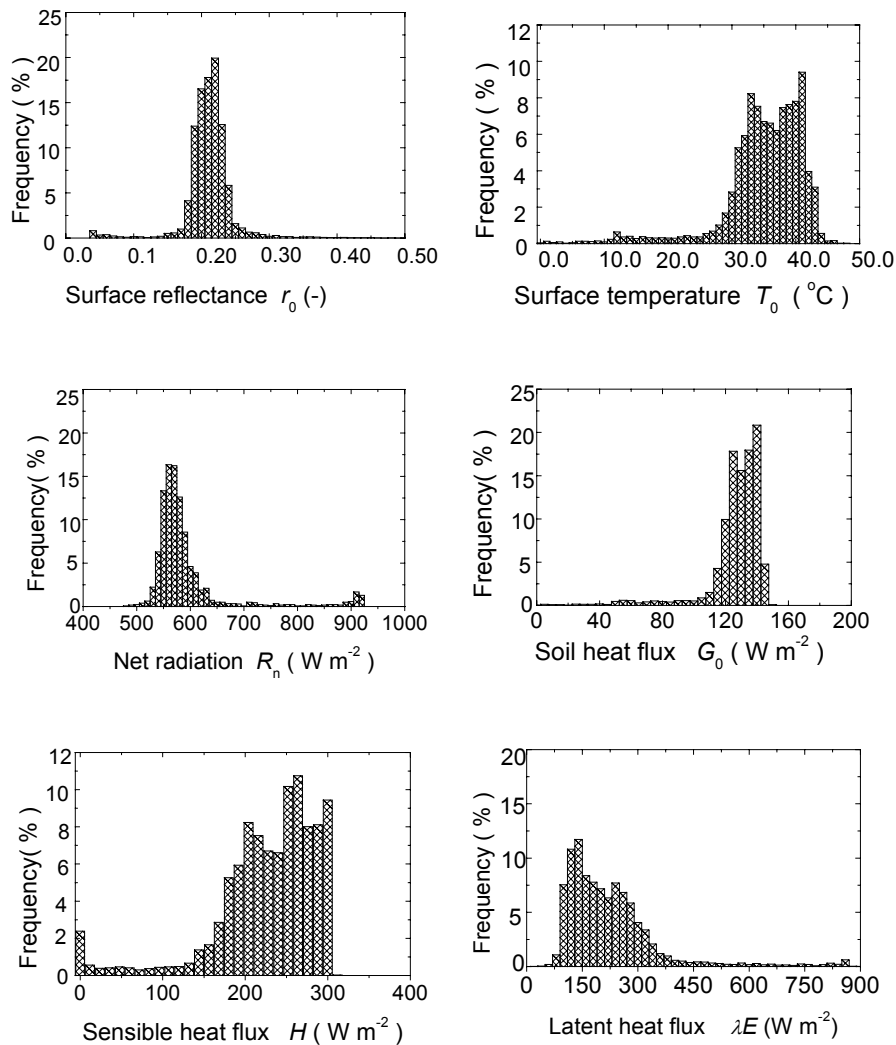 25
20
15
10
5
0
Frequency ( % )
0.0 0.1 0.20 0.30 0.40 0.50
Surface reflectance r₀ (-)
12
10
8
6
4
2
0
Frequency ( % )
0.0 10.0 20.0 30.0 40.0 50.0
Surface temperature T₀ ( °C )
25
20
15
10
5
0
Frequency( % )
400 500 600 700 800 900 1000
Net radiation Rₙ ( W m⁻² )
25
20
15
10
5
0
Frequency( % )
0 40 80 120 160 200
Soil heat flux G₀ ( W m⁻² )
12
10
8
6
4
2
0
Frequency( % )
0 100 200 300 400
Sensible heat flux H ( W m⁻² )
20
15
10
5
0
Frequency ( % )
0 150 300 450 600 750 900
Latent heat flux λE (W m⁻²)